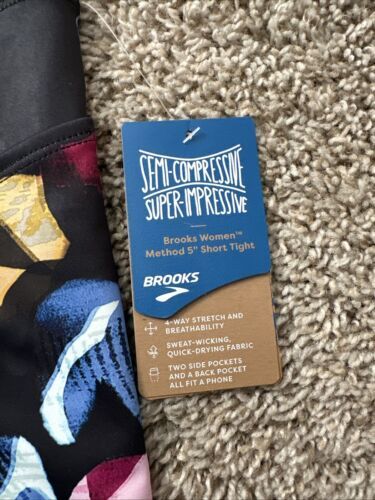 SEMI-COMPRESSIVE
SUPER-IMPRESSIVE
Brooks Women™
Method 5" Short Tight
BROOKS
4-WAY STRETCH AND
BREATHABILITY
SWEAT-WICKING,
QUICK-DRYING FABRIC
TWO SIDE POCKETS
AND A BACK POCKET
ALL FIT A PHONE